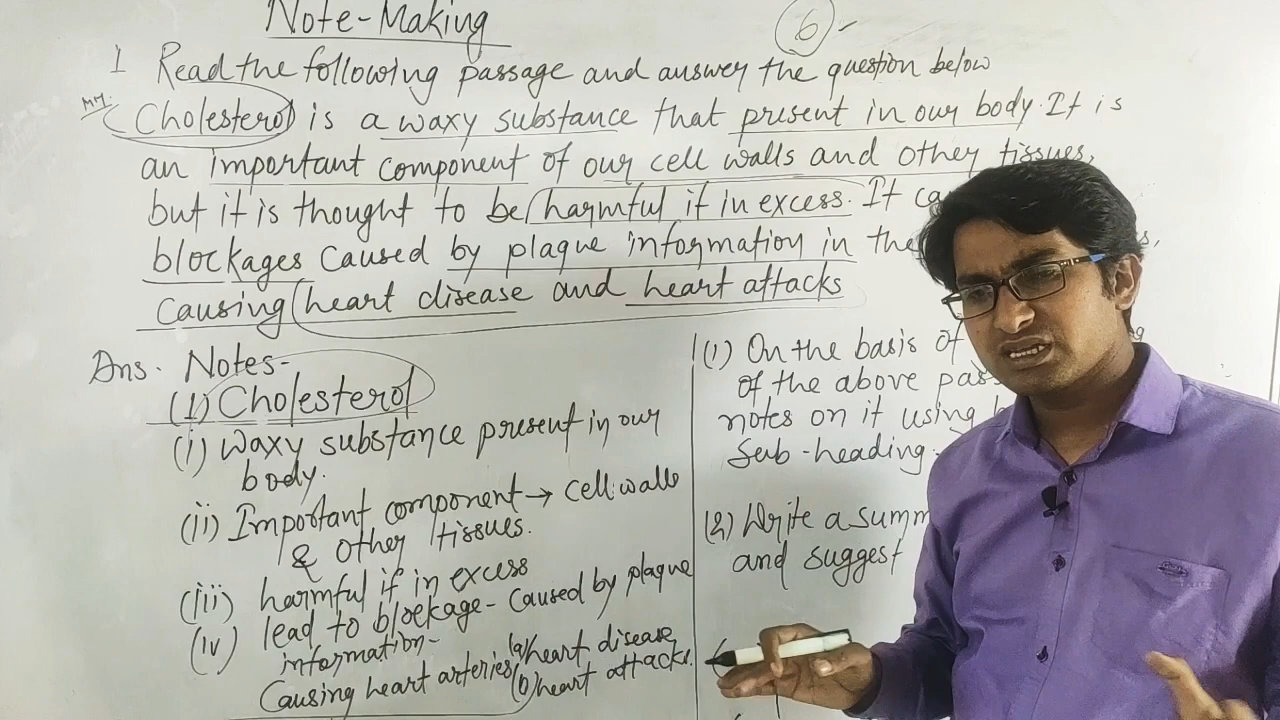 Note-Making
6
1 Read the following passage and answer the question below
Cholesterol is a waxy substance that present in our body. It is
an important component of our cell walls and other tissues,
but it is thought to be harmful if in excess. It
blockages caused by plaque information in the
causing heart disease and heart attacks
Ans. Notes-
(1) Cholesterol
(i) waxy substance present in our
body.
(ii) Important component → cell walls
& other tissues.
(iii) harmful if in excess
(iv) lead to blockage - caused by plaque
information-
Causing heart arteries (a) heart disease
(b) heart attacks.
(1) On the basis of
of the above
notes on it using
Sub-heading.
(2) Write a
and suggest